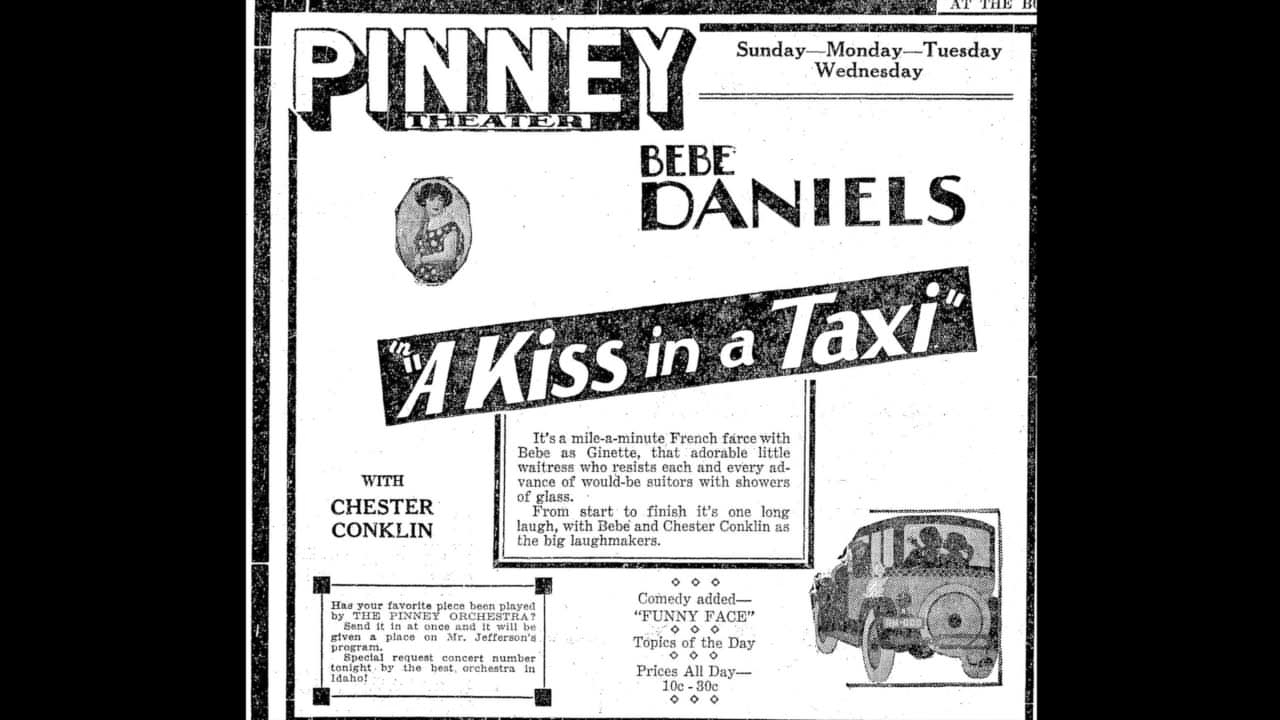 AT THE
PINNEY
THEATER
Sunday—Monday—Tuesday
Wednesday
BEBE
DANIELS
in
"A Kiss in a Taxi"
It's a mile-a-minute French farce with
Bebe as Ginette, that adorable little
waitress who resists each and every ad-
vance of would-be suitors with showers
of glass.
From start to finish it's one long
laugh, with Bebe and Chester Conklin as
the big laughmakers.
WITH
CHESTER
CONKLIN
Has your favorite piece been played
by THE PINNEY ORCHESTRA?
Send it in at once and it will be
given a place on Mr. Jefferson's
program.
Special request concert number
tonight by the best orchestra in
Idaho!
Comedy added—
"FUNNY FACE"
Topics of the Day
Prices All Day—
10c - 30c